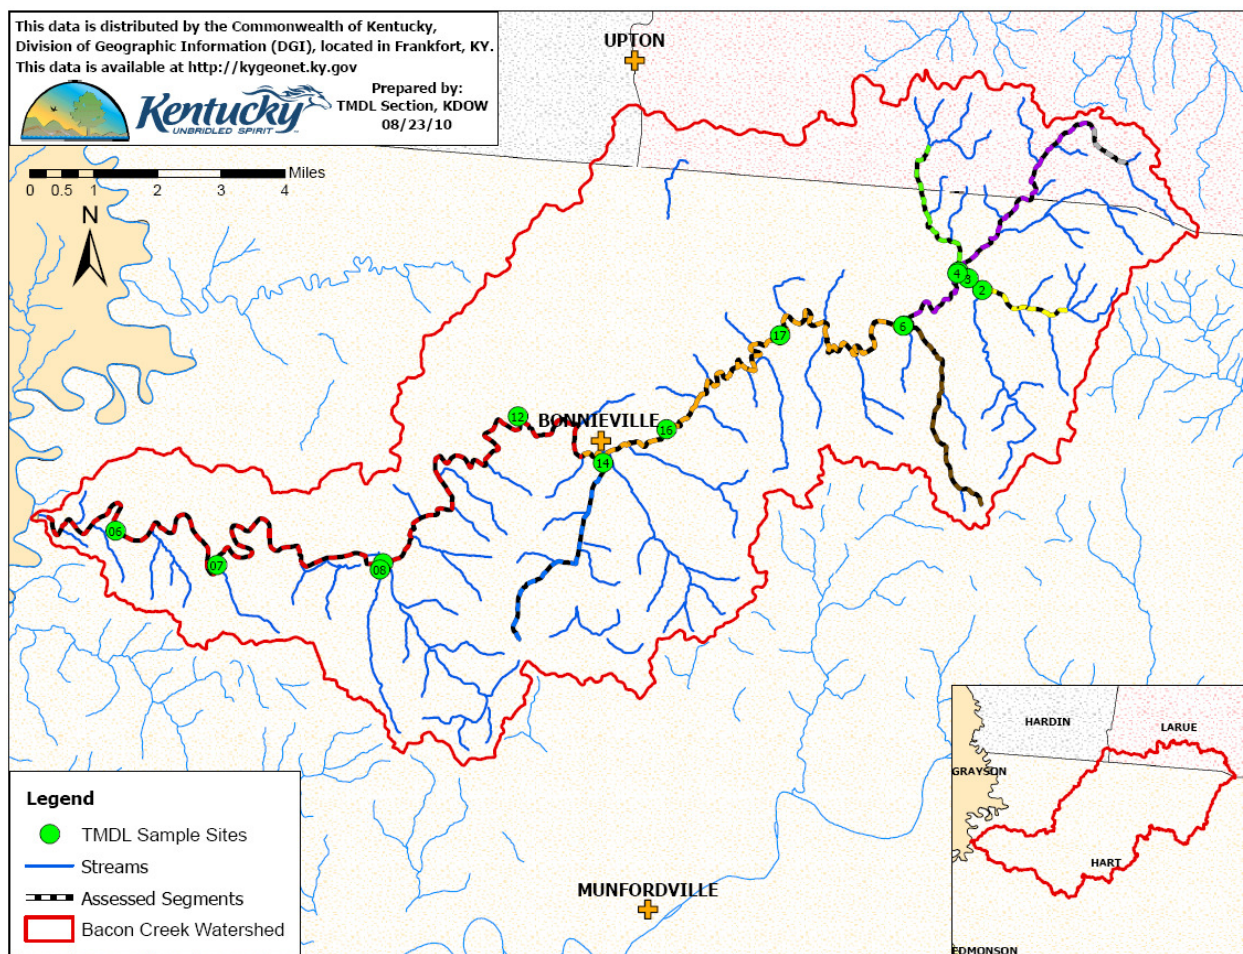 This data is distributed by the Commonwealth of Kentucky,
Division of Geographic Information (DGI), located in Frankfort, KY.
This data is available at http://kygeonet.ky.gov
Kentucky
UNBRIDLED SPIRIT
Prepared by:
TMDL Section, KDOW
08/23/10
0 0.5 1 2 3 4 Miles
N
UPTON
4
3
2
6
17
12
BONNIEVILLE
16
14
06
07
08
MUNFORDVILLE
Legend
TMDL Sample Sites
Streams
Assessed Segments
Bacon Creek Watershed
HARDIN
LARUE
GRAYSON
HART
EDMONSON